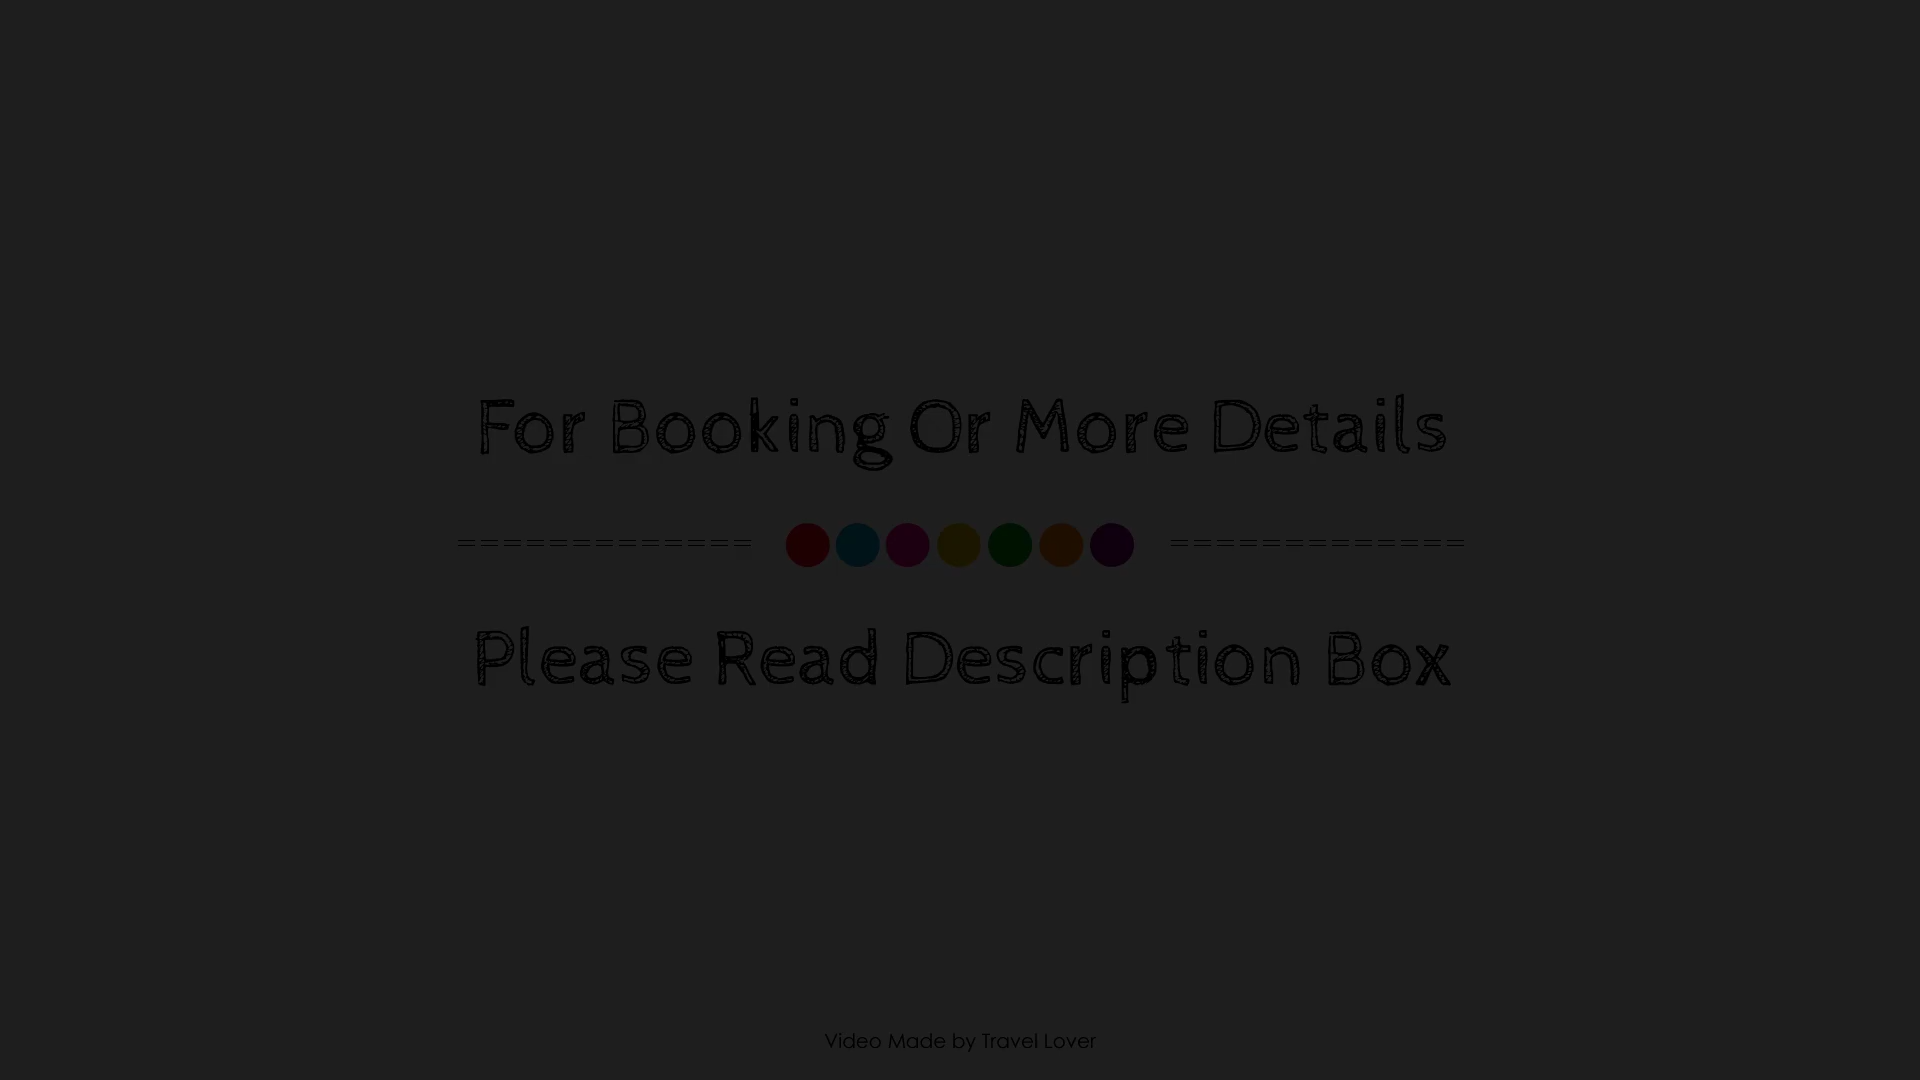 For Booking Or More Details
============= =============
Please Read Description Box
Video Made by Travel Lover